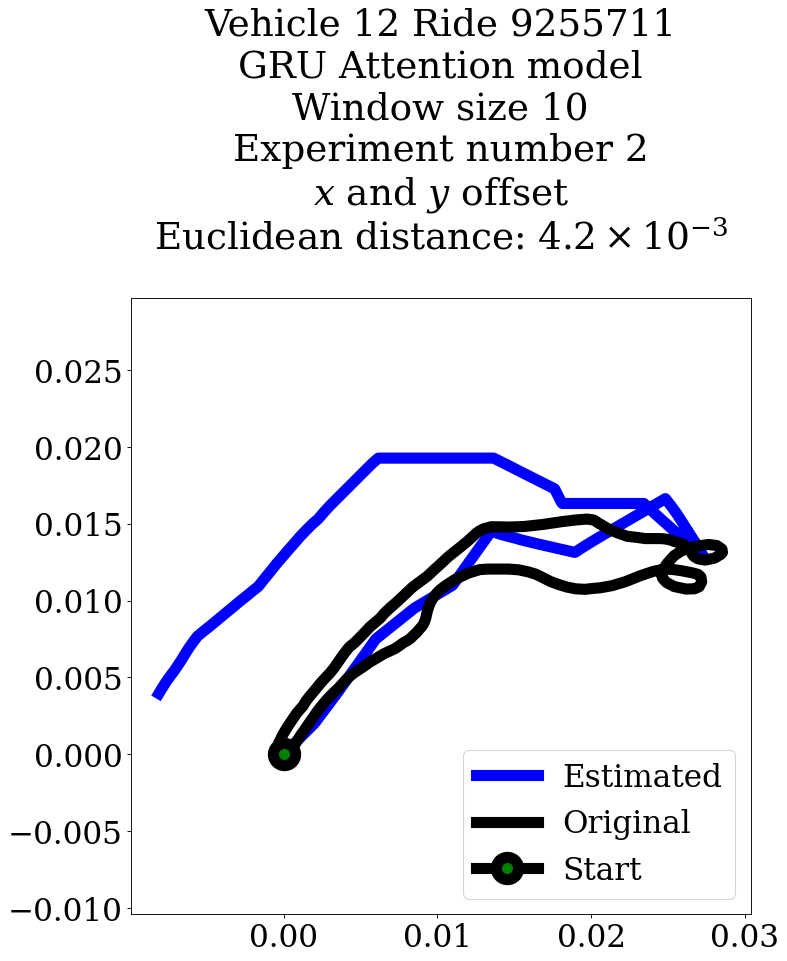 Vehicle 12 Ride 9255711
GRU Attention model
Window size 10
Experiment number 2
x and y offset
Euclidean distance: 4.2 × 10⁻³
0.025
0.020
0.015
0.010
0.005
0.000
−0.005
−0.010
Estimated
Original
Start
0.00 0.01 0.02 0.03